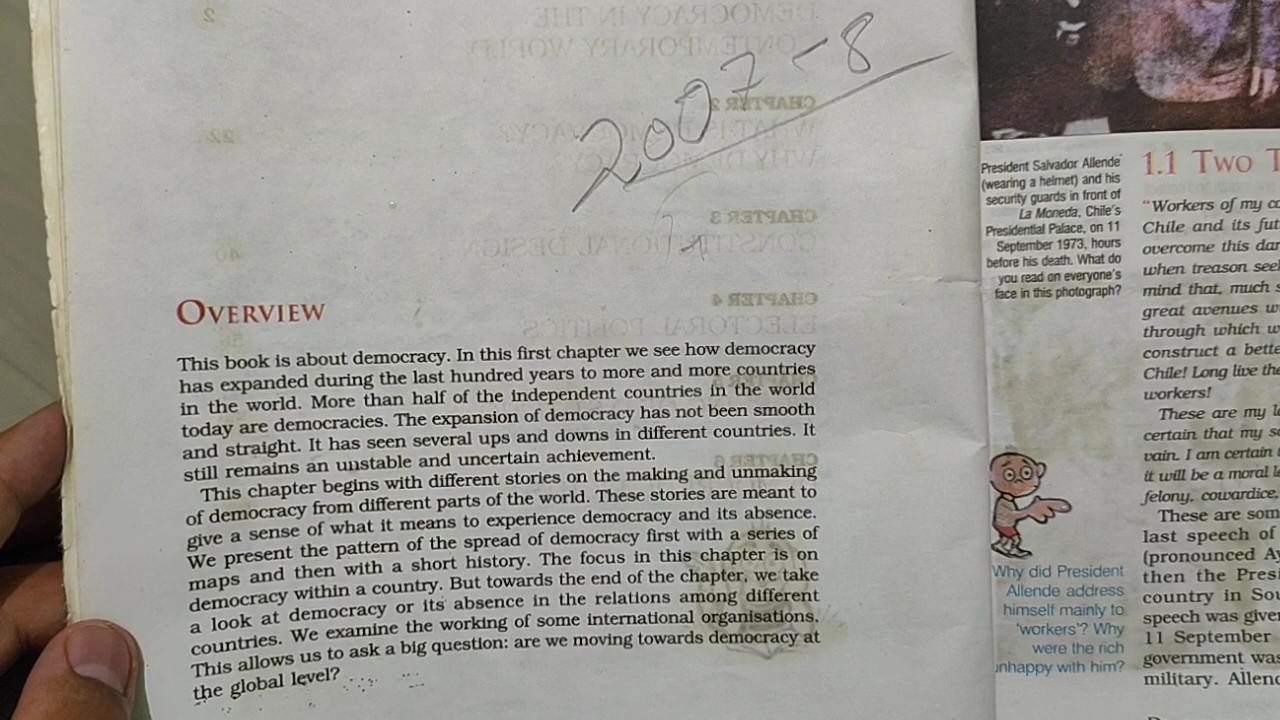 2007-8
OVERVIEW
This book is about democracy. In this first chapter we see how democracy
has expanded during the last hundred years to more and more countries
in the world. More than half of the independent countries in the world
today are democracies. The expansion of democracy has not been smooth
and straight. It has seen several ups and downs in different countries. It
still remains an unstable and uncertain achievement.
This chapter begins with different stories on the making and unmaking
of democracy from different parts of the world. These stories are meant to
give a sense of what it means to experience democracy and its absence.
We present the pattern of the spread of democracy first with a series of
maps and then with a short history. The focus in this chapter is on
democracy within a country. But towards the end of the chapter, we take
a look at democracy or its absence in the relations among different
countries. We examine the working of some international organisations.
This allows us to ask a big question: are we moving towards democracy at
the global level?
President Salvador Allende
(wearing a helmet) and his
security guards in front of
La Moneda, Chile's
Presidential Palace, on 11
September 1973, hours
before his death. What do
you read on everyone's
face in this photograph?
Why did President
Allende address
himself mainly to
'workers'? Why
were the rich
unhappy with him?
1.1 TWO
"Workers of my
Chile and its
overcome this
when treason
mind that, much
great avenues
through which
construct a
Chile! Long live
workers!
These are my
certain that my
vain. I am certain
it will be a moral
felony, cowardice,
These are
last speech of
(pronounced
then the
country in
speech was
11 September
government was
military.